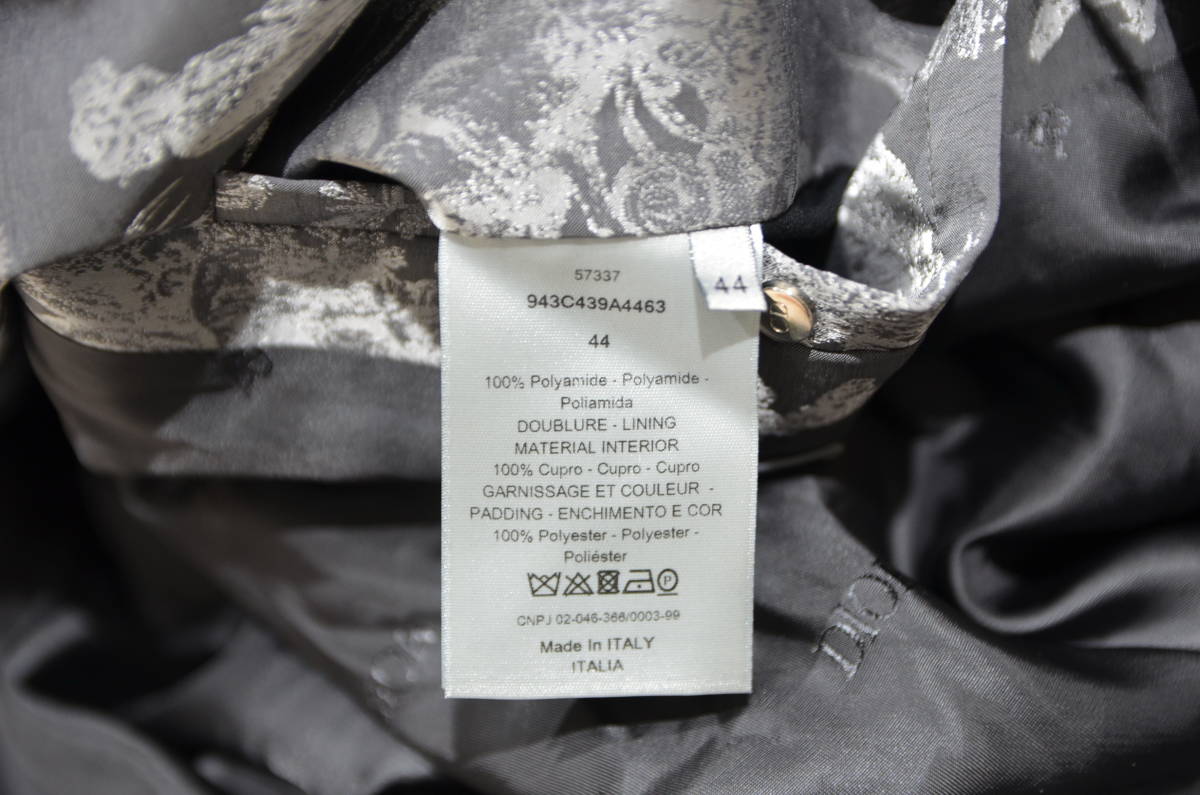 57337
943C439A4463
44
44
100% Polyamide - Polyamide -
Poliamida
DOUBLURE - LINING
MATERIAL INTERIOR
100% Cupro - Cupro - Cupro
GARNISSAGE ET COULEUR -
PADDING - ENCHIMENTO E COR
100% Polyester - Polyester -
Poliéster
P
CNPJ 02-046-366/0003-99
Made In ITALY
ITALIA
DIOR